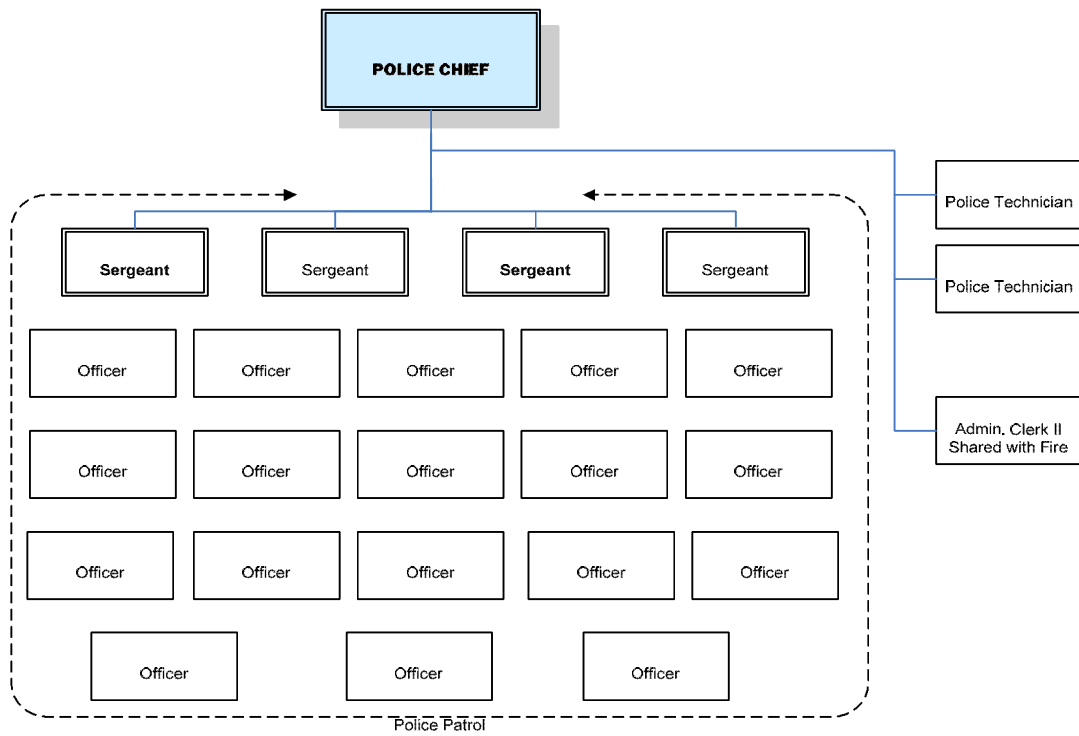 POLICE CHIEF
Police Technician
Sergeant
Sergeant
Sergeant
Sergeant
Police Technician
Officer
Officer
Officer
Officer
Officer
Admin. Clerk II
Shared with Fire
Officer
Officer
Officer
Officer
Officer
Officer
Officer
Officer
Officer
Officer
Officer
Officer
Officer
Police Patrol